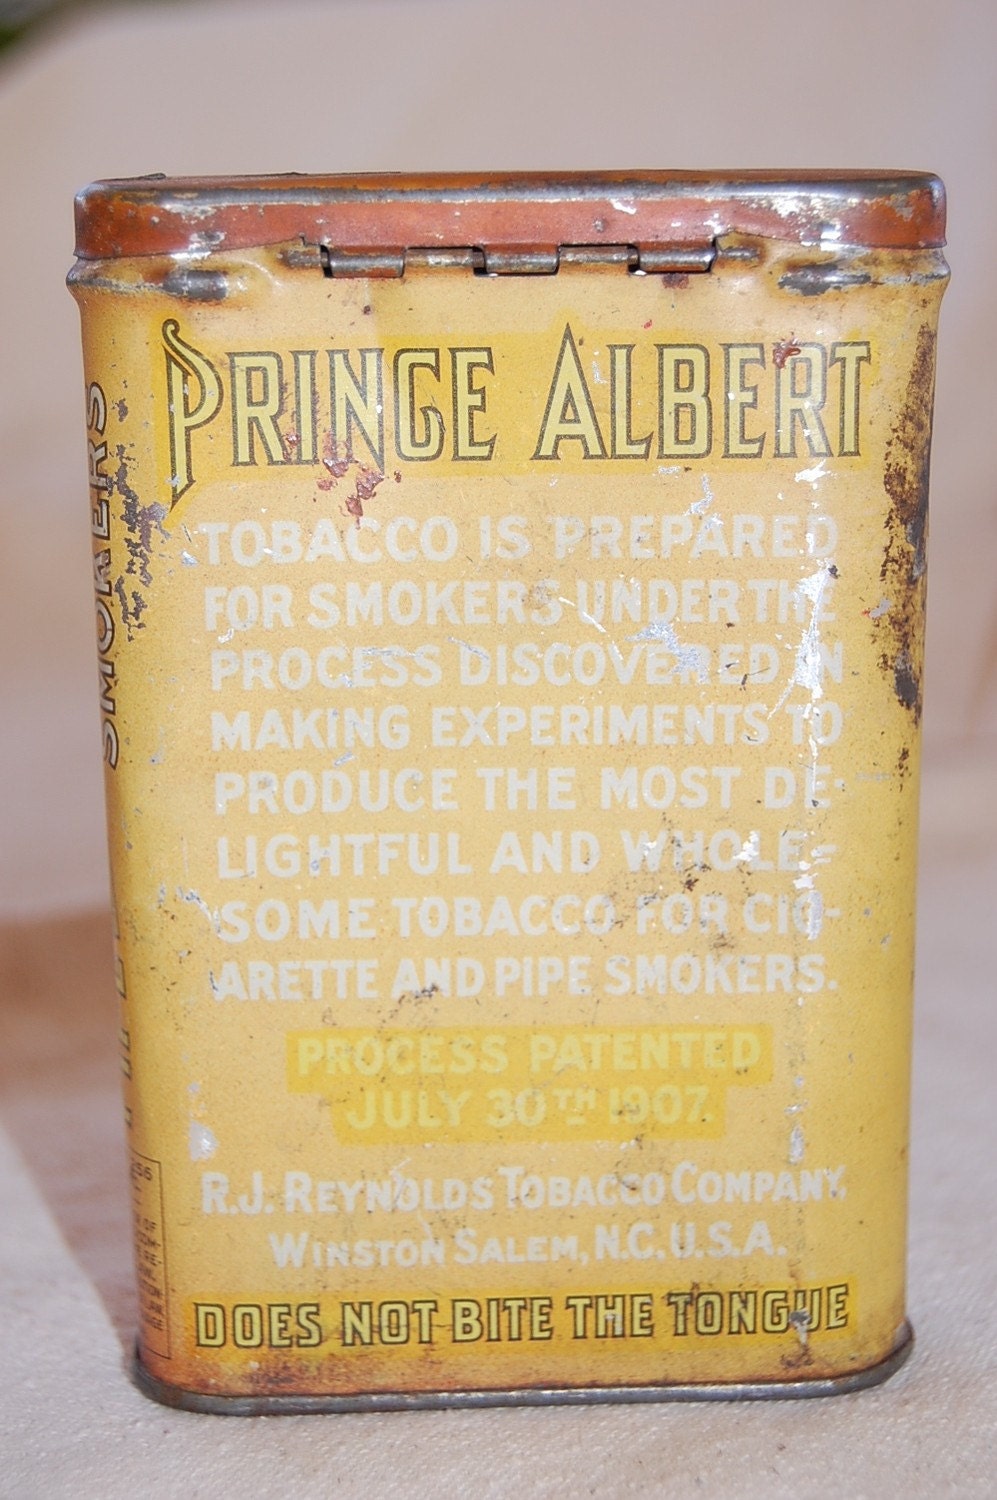 PRINCE ALBERT
TOBACCO IS PREPARED
FOR SMOKERS UNDER THE
PROCESS DISCOVERED IN
MAKING EXPERIMENTS TO
PRODUCE THE MOST DE-
LIGHTFUL AND WHOLE-
SOME TOBACCO FOR CIG-
ARETTE AND PIPE SMOKERS.
PROCESS PATENTED
JULY 30TH 1907.
R.J. REYNOLDS TOBACCO COMPANY,
WINSTON SALEM, N.C. U.S.A.
DOES NOT BITE THE TONGUE
SMOKERS